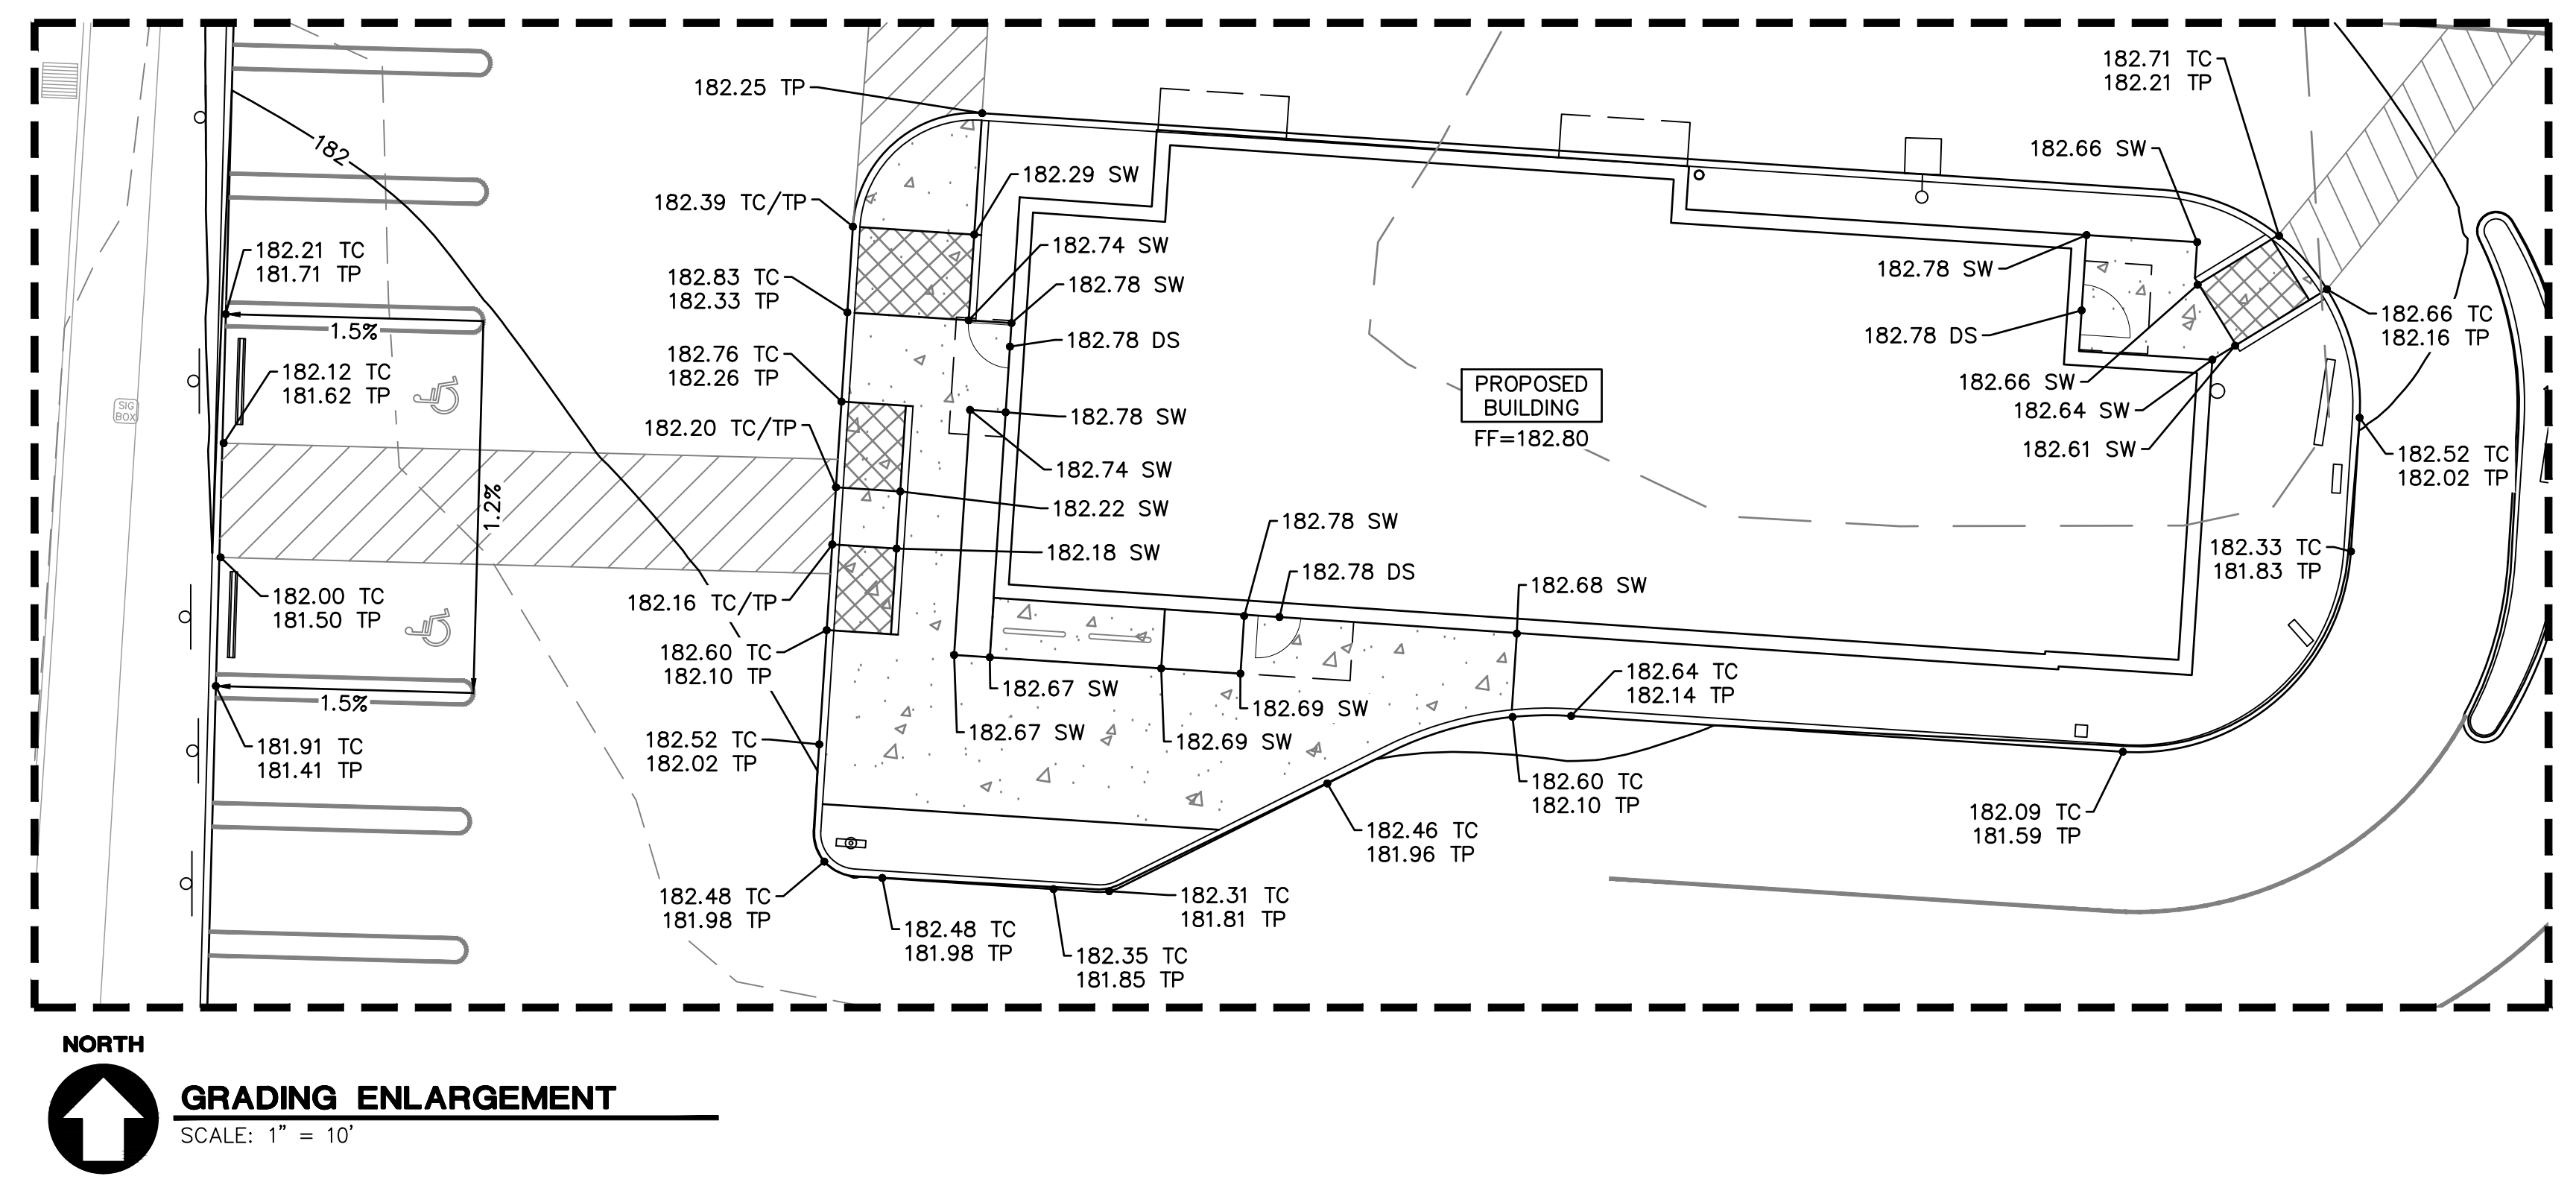 182.71 TC
182.21 TP
182.25 TP
182
182.66 SW
182.29 SW
182.39 TC/TP
182.21 TC
181.71 TP
182.74 SW
182.78 SW
182.83 TC
182.33 TP
182.78 SW
1.5%
182.78 DS
182.78 DS
182.66 TC
182.16 TP
182.76 TC
182.26 TP
182.12 TC
181.62 TP
PROPOSED
BUILDING
FF=182.80
182.66 SW
182.64 SW
182.61 SW
SIG
BOX
182.78 SW
182.20 TC/TP
182.74 SW
182.52 TC
182.02 TP
1.2%
182.22 SW
182.78 SW
182.18 SW
182.33 TC
181.83 TP
182.78 DS
182.68 SW
182.00 TC
181.50 TP
182.16 TC/TP
182.60 TC
182.10 TP
182.64 TC
182.14 TP
1.5%
182.67 SW
182.69 SW
182.67 SW
182.69 SW
181.91 TC
181.41 TP
182.52 TC
182.02 TP
182.60 TC
182.10 TP
182.46 TC
181.96 TP
182.09 TC
181.59 TP
182.48 TC
181.98 TP
182.31 TC
181.81 TP
182.48 TC
181.98 TP
182.35 TC
181.85 TP
NORTH
GRADING ENLARGEMENT
SCALE: 1" = 10'